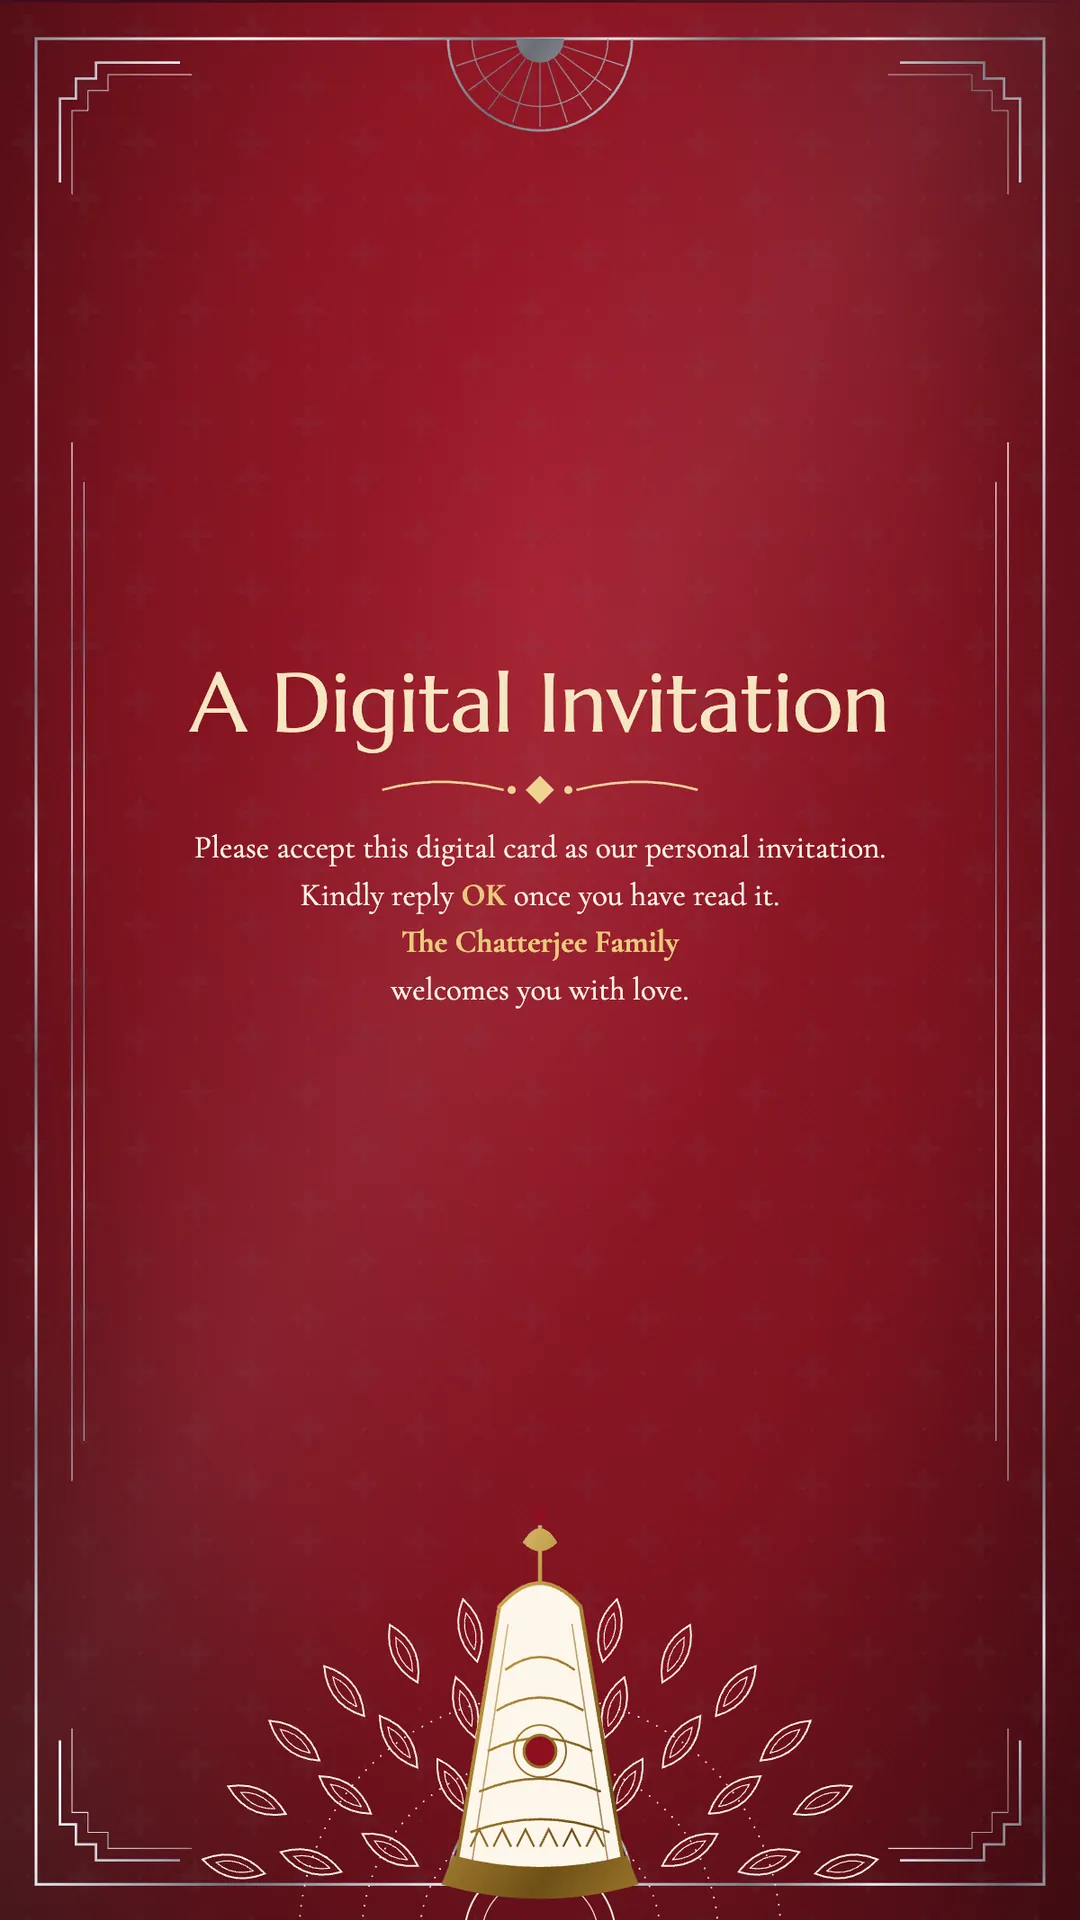 A Digital Invitation
Please accept this digital card as our personal invitation.
Kindly reply OK once you have read it.
The Chatterjee Family
welcomes you with love.